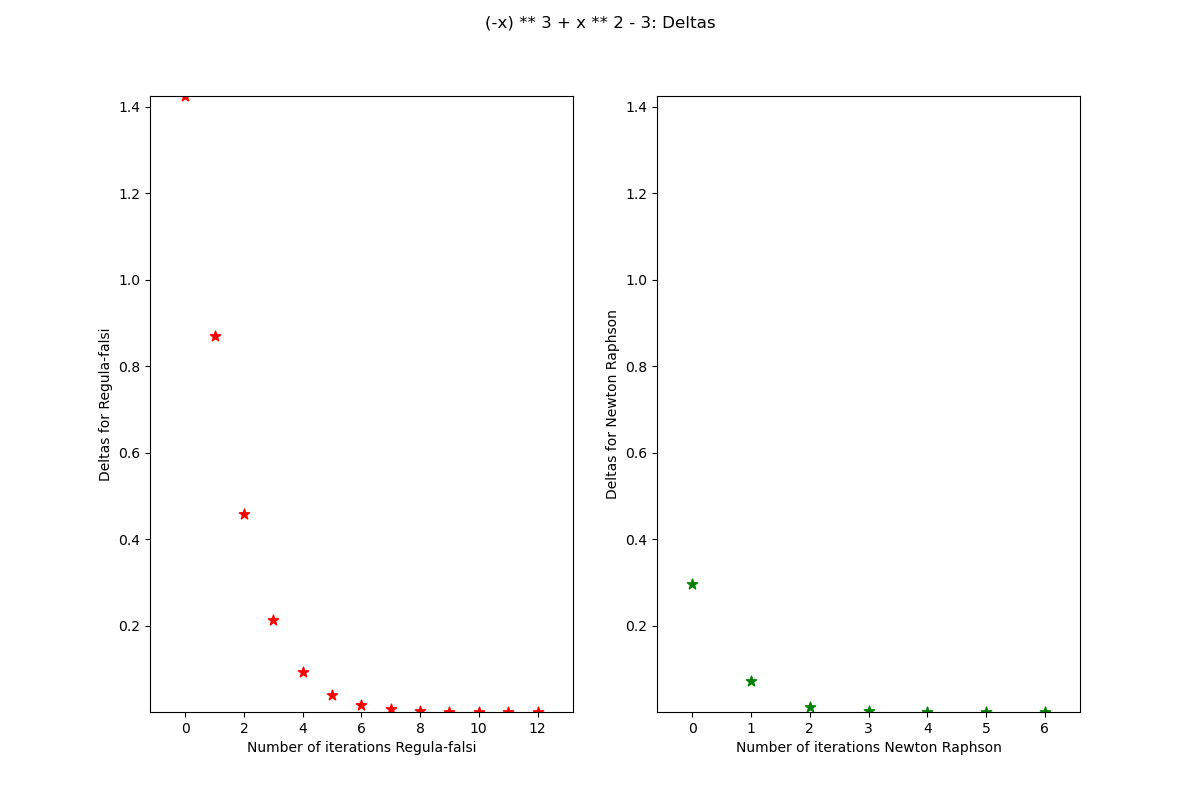 (-x) ** 3 + x ** 2 - 3: Deltas
1.4
1.2
1.0
0.8
0.6
0.4
0.2
Deltas for Regula-falsi
0 2 4 6 8 10 12
Number of iterations Regula-falsi
1.4
1.2
1.0
0.8
0.6
0.4
0.2
Deltas for Newton Raphson
0 1 2 3 4 5 6
Number of iterations Newton Raphson